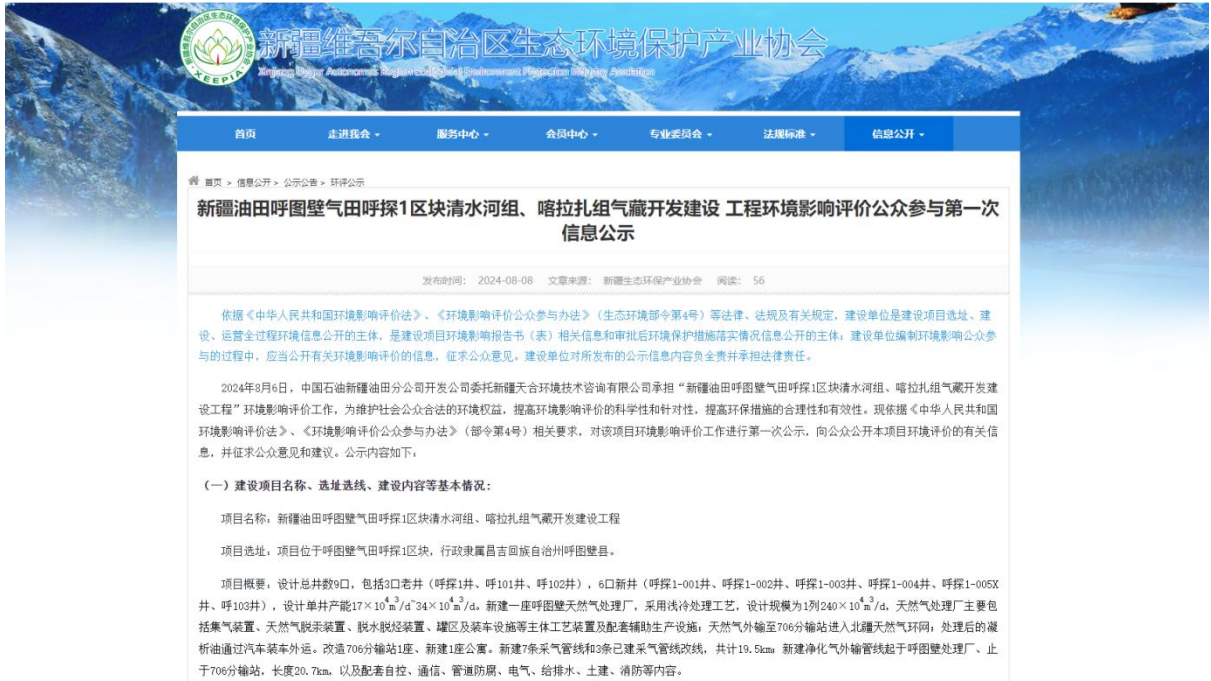 新疆维吾尔自治区生态环境保护产业协会
Xinjiang Uygur Autonomous Region ecological Environment Protection Industry Association
XEEPIA
首页 走进我会 服务中心 会员中心 专业委员会 法规标准 信息公开
首页 > 信息公开 > 公示公告 > 环评公示
新疆油田呼图壁气田呼探1区块清水河组、喀拉扎组气藏开发建设 工程环境影响评价公众参与第一次
信息公示
发布时间: 2024-08-08 文章来源: 新疆生态环保产业协会 阅读: 56
依据《中华人民共和国环境影响评价法》、《环境影响评价公众参与办法》(生态环境部令第4号)等法律、法规及有关规定,建设单位是建设项目选址、建
设、运营全过程环境信息公开的主体,是建设项目环境影响报告书(表)相关信息和审批后环境保护措施落实情况信息公开的主体;建设单位编制环境影响公众参
与的过程中,应当公开有关环境影响评价的信息,征求公众意见。建设单位对所发布的公示信息内容负全责并承担法律责任。
2024年8月6日,中国石油新疆油田分公司开发公司委托新疆天合环境技术咨询有限公司承担“新疆油田呼图壁气田呼探1区块清水河组、喀拉扎组气藏开发建
设工程”环境影响评价工作,为维护社会公众合法的环境权益,提高环境影响评价的科学性和针对性,提高环保措施的合理性和有效性。现依据《中华人民共和国
环境影响评价法》、《环境影响评价公众参与办法》(部令第4号)相关要求,对该项目环境影响评价工作进行第一次公示,向公众公开本项目环境评价的有关信
息,并征求公众意见和建议。公示内容如下:
(一)建设项目名称、选址选线、建设内容等基本情况:
项目名称:新疆油田呼图壁气田呼探1区块清水河组、喀拉扎组气藏开发建设工程
项目选址:项目位于呼图壁气田呼探1区块,行政隶属昌吉回族自治州呼图壁县。
项目概要:设计总井数9口,包括3口老井(呼探1井、呼101井、呼102井),6口新井(呼探1-001井、呼探1-002井、呼探1-003井、呼探1-004井、呼探1-005X
井、呼103井),设计单井产能17×10⁴m³/d~34×10⁴m³/d。新建一座呼图壁天然气处理厂,采用浅冷处理工艺,设计规模为1列240×10⁴m³/d,天然气处理厂主要包
括集气装置、天然气脱汞装置、脱水脱烃装置、罐区及装车设施等主体工艺装置及配套辅助生产设施;天然气外输至706分输站进入北疆天然气环网;处理后的凝
析油通过汽车装车外运。改造706分输站1座、新建1座公寓。新建7条采气管线和3条已建采气管线改线,共计19.5km;新建净化气外输管线起于呼图壁处理厂、止
于706分输站,长度20.7km,以及配套自控、通信、管道防腐、电气、给排水、土建、消防等内容。